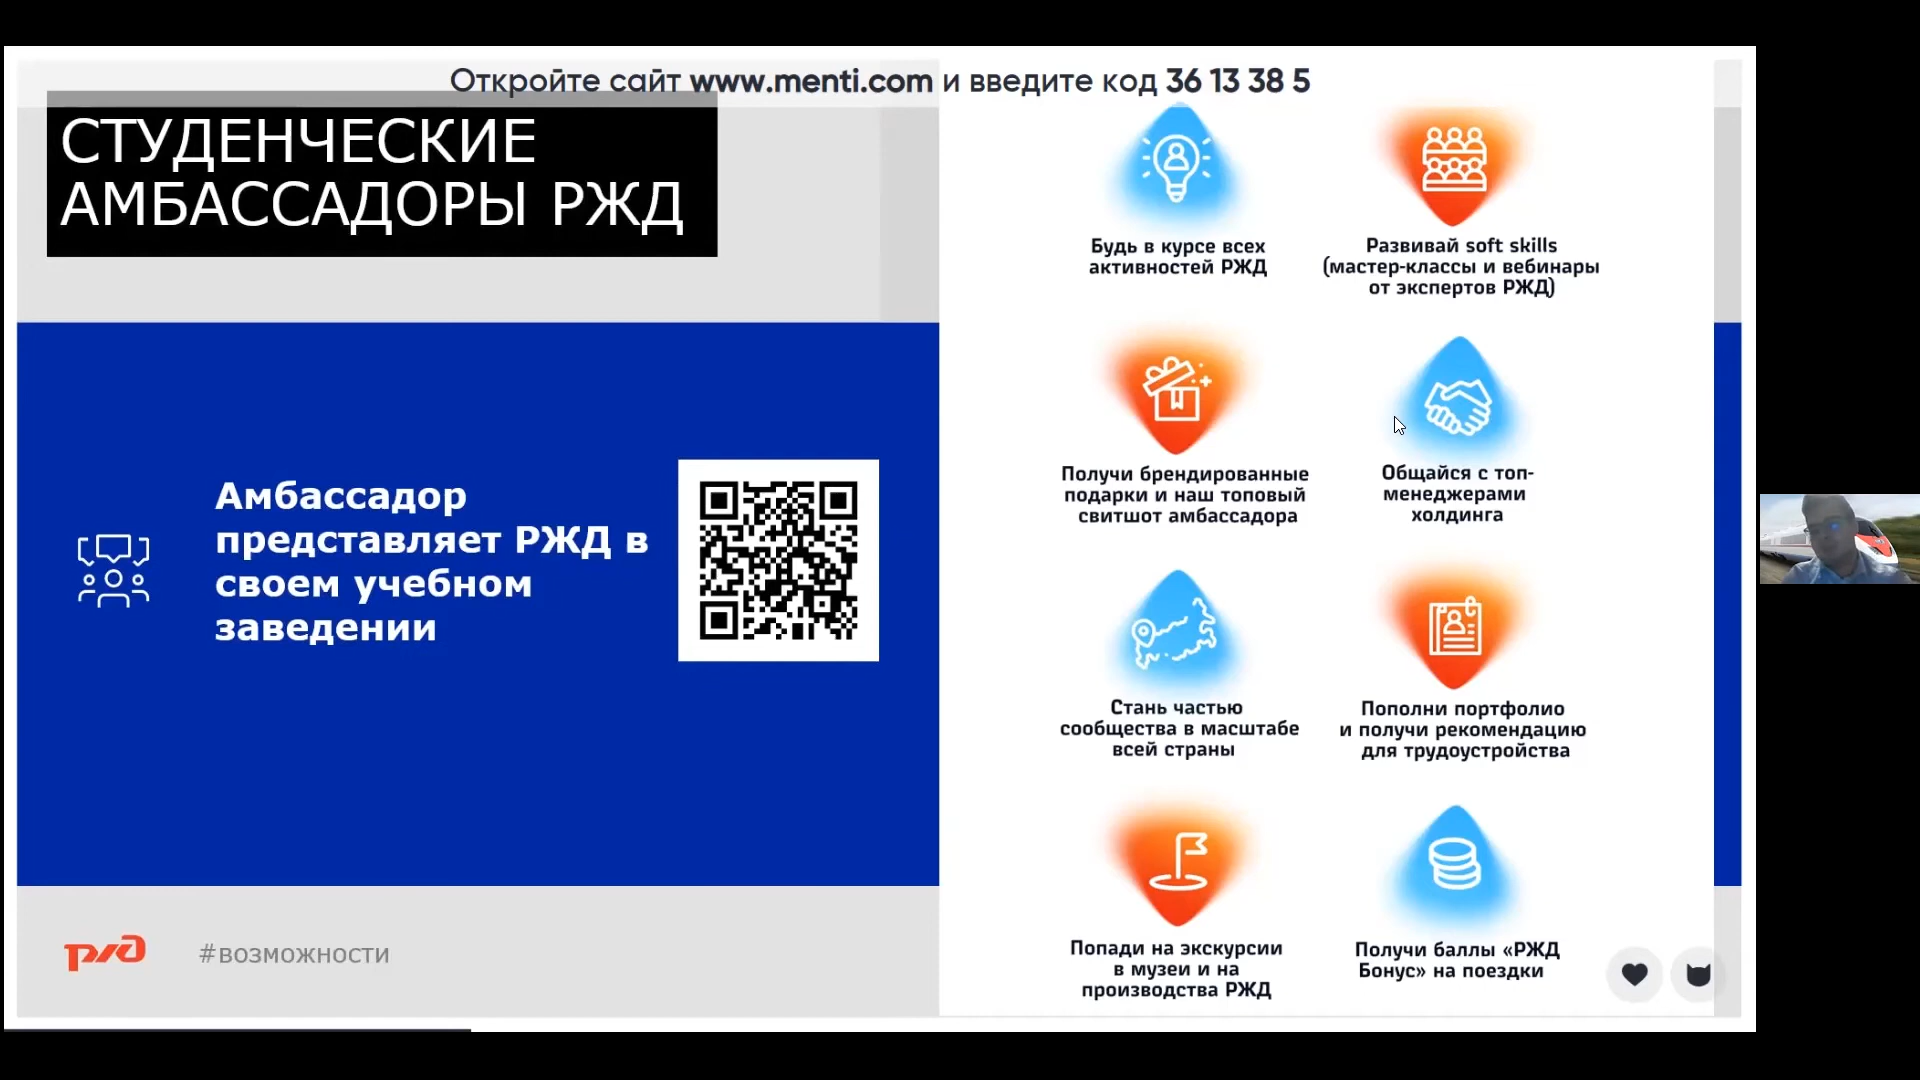 Откройте сайт www.menti.com и введите код 36 13 38 5
СТУДЕНЧЕСКИЕ
АМБАССАДОРЫ РЖД
Амбассадор
представляет РЖД в
своем учебном
заведении
Будь в курсе всех
активностей РЖД
Развивай soft skills
(мастер-классы и вебинары
от экспертов РЖД)
Получи брендированные
подарки и наш топовый
свитшот амбассадора
Общайся с топ-
менеджерами
холдинга
Стань частью
сообщества в масштабе
всей страны
Пополни портфолио
и получи рекомендацию
для трудоустройства
Попади на экскурсии
в музеи и на
производства РЖД
Получи баллы «РЖД
Бонус» на поездки
ржд
#возможности